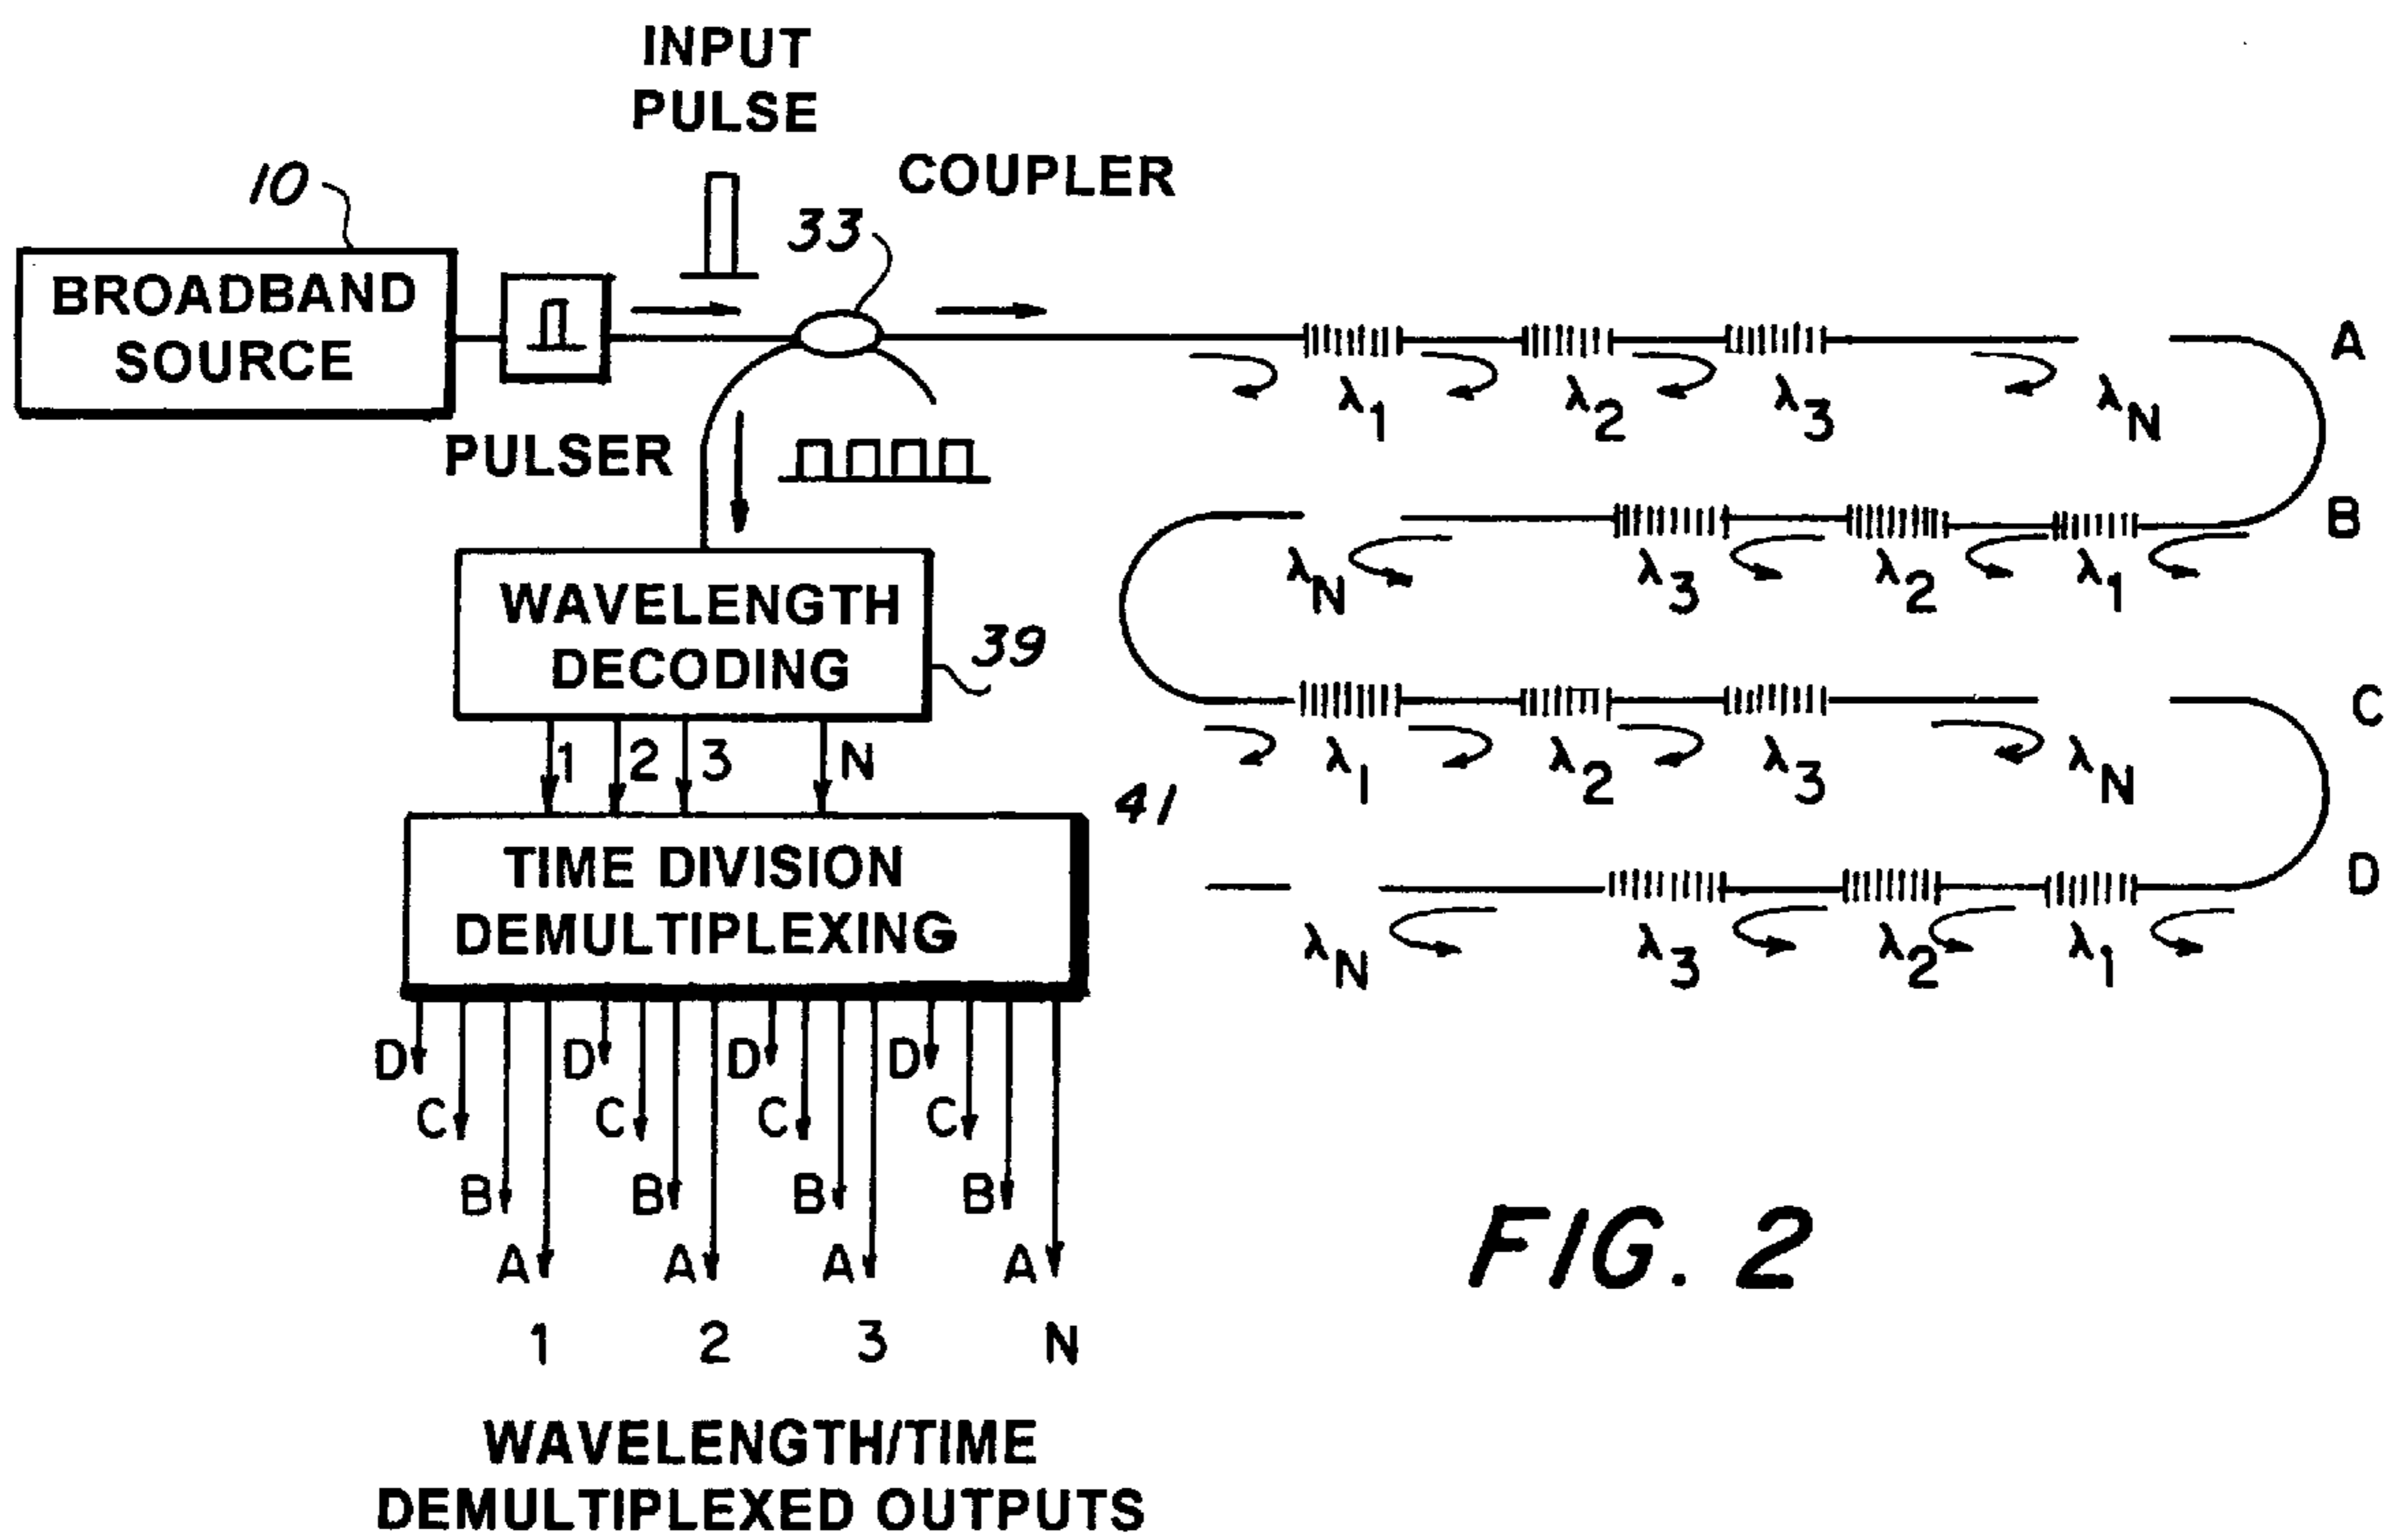 INPUT
PULSE
COUPLER
10
33
BROADBAND
SOURCE
A
λ1 λ2 λ3 λN
PULSER
B
λN λ3 λ2 λ1
WAVELENGTH
DECODING
39
C
1 2 3 N
λ1 λ2 λ3 λN
41
TIME DIVISION
DEMULTIPLEXING
D
λN λ3 λ2 λ1
D D D D
C C C C
B B B B
A A A A
1 2 3 N
FIG. 2
WAVELENGTH/TIME
DEMULTIPLEXED OUTPUTS